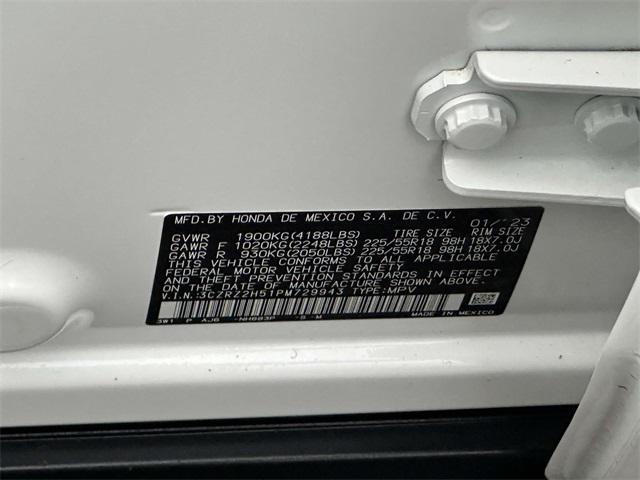 MFD.BY HONDA DE MEXICO S.A. DE C.V. 01/'23
GVWR 1900KG(4188LBS) TIRE SIZE RIM SIZE
GAWR F 1020KG(2248LBS) 225/55R18 98H 18X7.0J
GAWR R 930KG(2050LBS) 225/55R18 98H 18X7.0J
THIS VEHICLE CONFORMS TO ALL APPLICABLE
FEDERAL MOTOR VEHICLE SAFETY
AND THEFT PREVENTION STANDARDS IN EFFECT
ON THE DATE OF MANUFACTURE SHOWN ABOVE.
V.I.N.:3CZRZ2H51PM729943 TYPE:MPV
3W1 P AJ6 NH883P MADE IN MEXICO